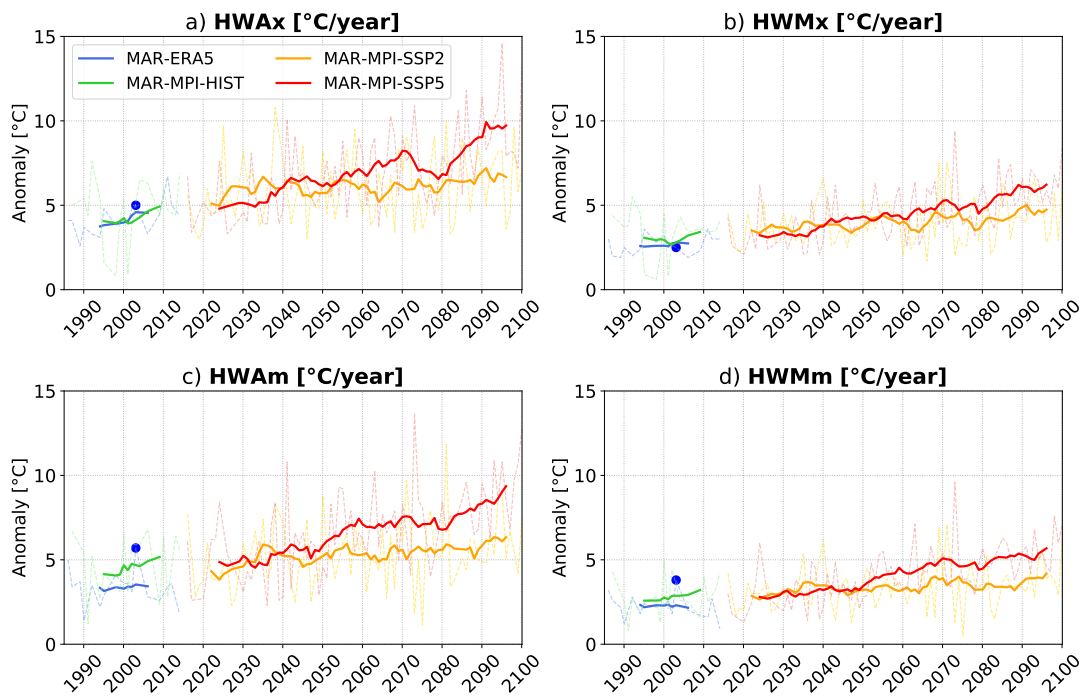 a) HWAx [°C/year]
b) HWMx [°C/year]
MAR-ERA5
MAR-MPI-HIST
MAR-MPI-SSP2
MAR-MPI-SSP5
Anomaly [°C]
15
10
5
0
1990 2000 2010 2020 2030 2040 2050 2060 2070 2080 2090 2100
Anomaly [°C]
15
10
5
0
1990 2000 2010 2020 2030 2040 2050 2060 2070 2080 2090 2100
c) HWAm [°C/year]
d) HWMm [°C/year]
Anomaly [°C]
15
10
5
0
1990 2000 2010 2020 2030 2040 2050 2060 2070 2080 2090 2100
Anomaly [°C]
15
10
5
0
1990 2000 2010 2020 2030 2040 2050 2060 2070 2080 2090 2100